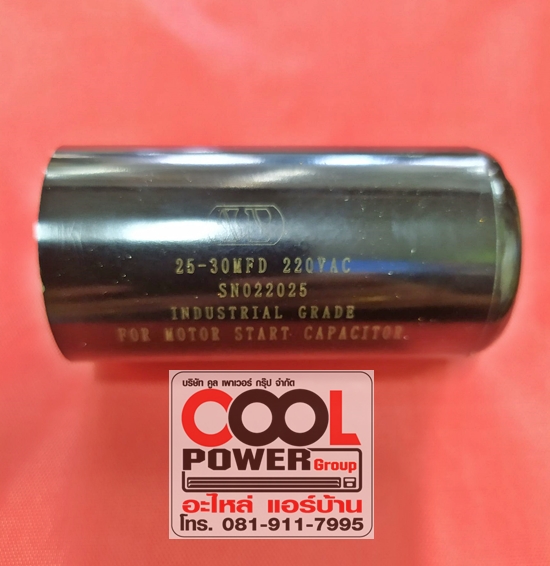 25-30MFD 220VAC
SN022025
INDUSTRIAL GRADE
FOR MOTOR START CAPACITOR
บริษัท คูล เพาเวอร์ กรุ๊ป จำกัด
COOL
POWER Group
อะไหล่ แอร์บ้าน
โทร. 081-911-7995